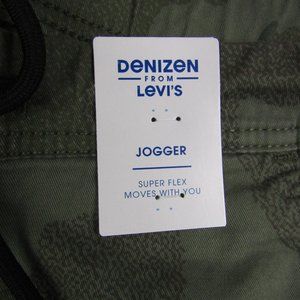 DENIZEN
FROM
LEVI'S
JOGGER
SUPER FLEX
MOVES WITH YOU